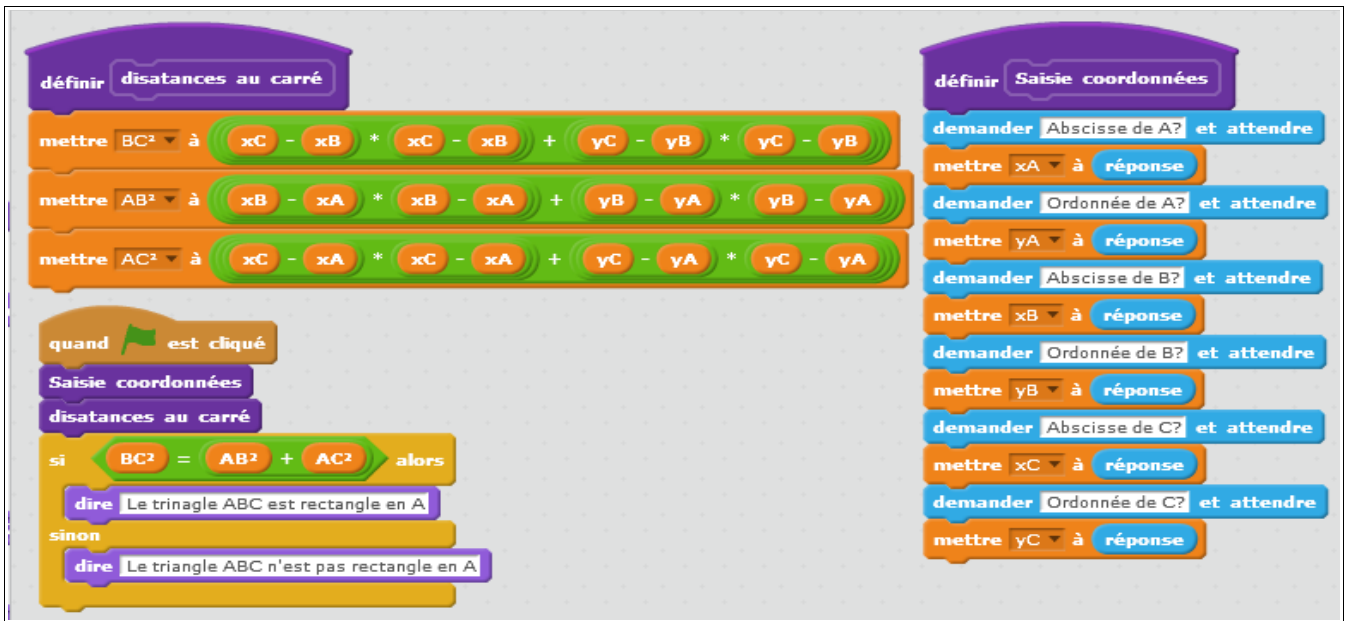 définir disatances au carré
mettre BC² à xC - xB * xC - xB + yC - yB * yC - yB
mettre AB² à xB - xA * xB - xA + yB - yA * yB - yA
mettre AC² à xC - xA * xC - xA + yC - yA * yC - yA
quand est cliqué
Saisie coordonnées
disatances au carré
si BC² = AB² + AC² alors
dire Le trinagle ABC est rectangle en A
sinon
dire Le triangle ABC n'est pas rectangle en A
définir Saisie coordonnées
demander Abscisse de A? et attendre
mettre xA à réponse
demander Ordonnée de A? et attendre
mettre yA à réponse
demander Abscisse de B? et attendre
mettre xB à réponse
demander Ordonnée de B? et attendre
mettre yB à réponse
demander Abscisse de C? et attendre
mettre xC à réponse
demander Ordonnée de C? et attendre
mettre yC à réponse